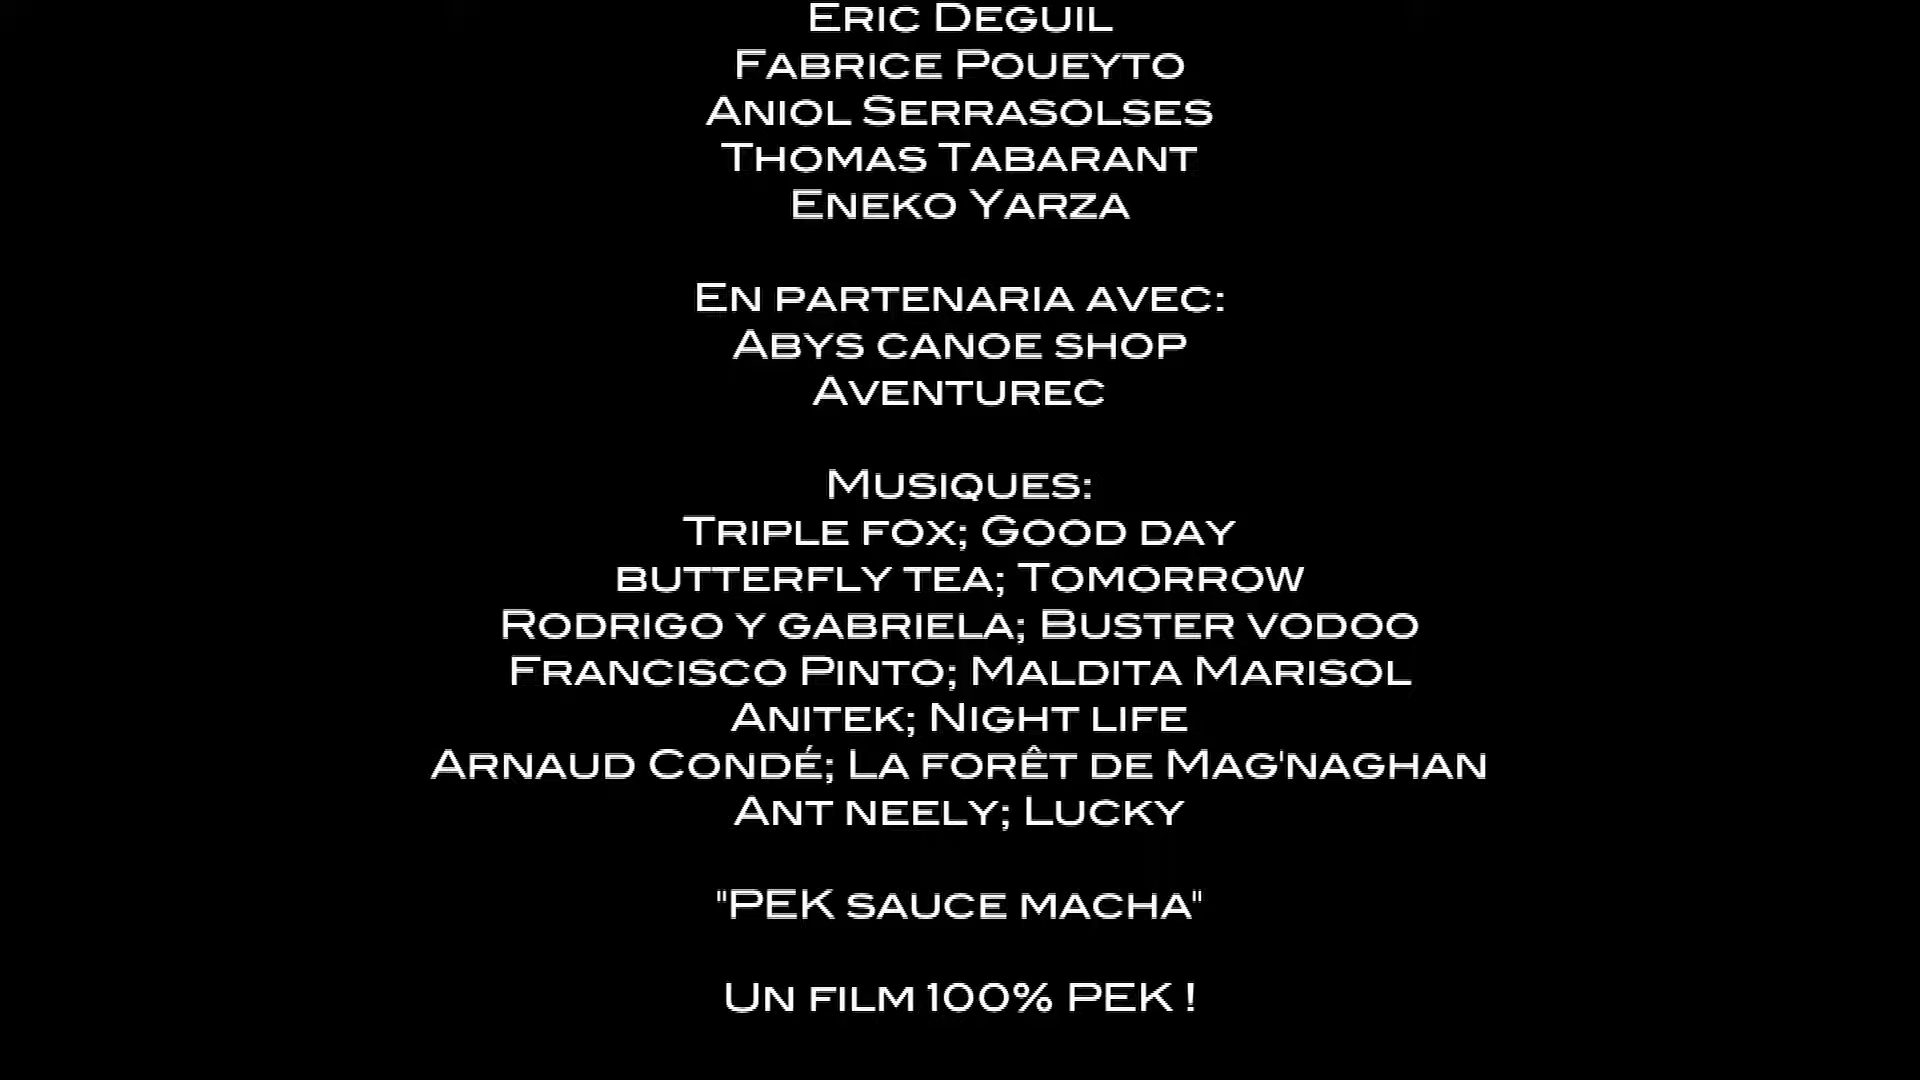 Eric Deguil
Fabrice Poueyto
Aniol Serrasolses
Thomas Tabarant
Eneko Yarza
En partenaria avec:
Abys canoe shop
Aventurec
Musiques:
Triple fox; Good day
butterfly tea; Tomorrow
Rodrigo y gabriela; Buster vodoo
Francisco Pinto; Maldita Marisol
Anitek; Night life
Arnaud Condé; La forêt de Mag'naghan
Ant neely; Lucky
"PEK sauce macha"
Un film 100% PEK !